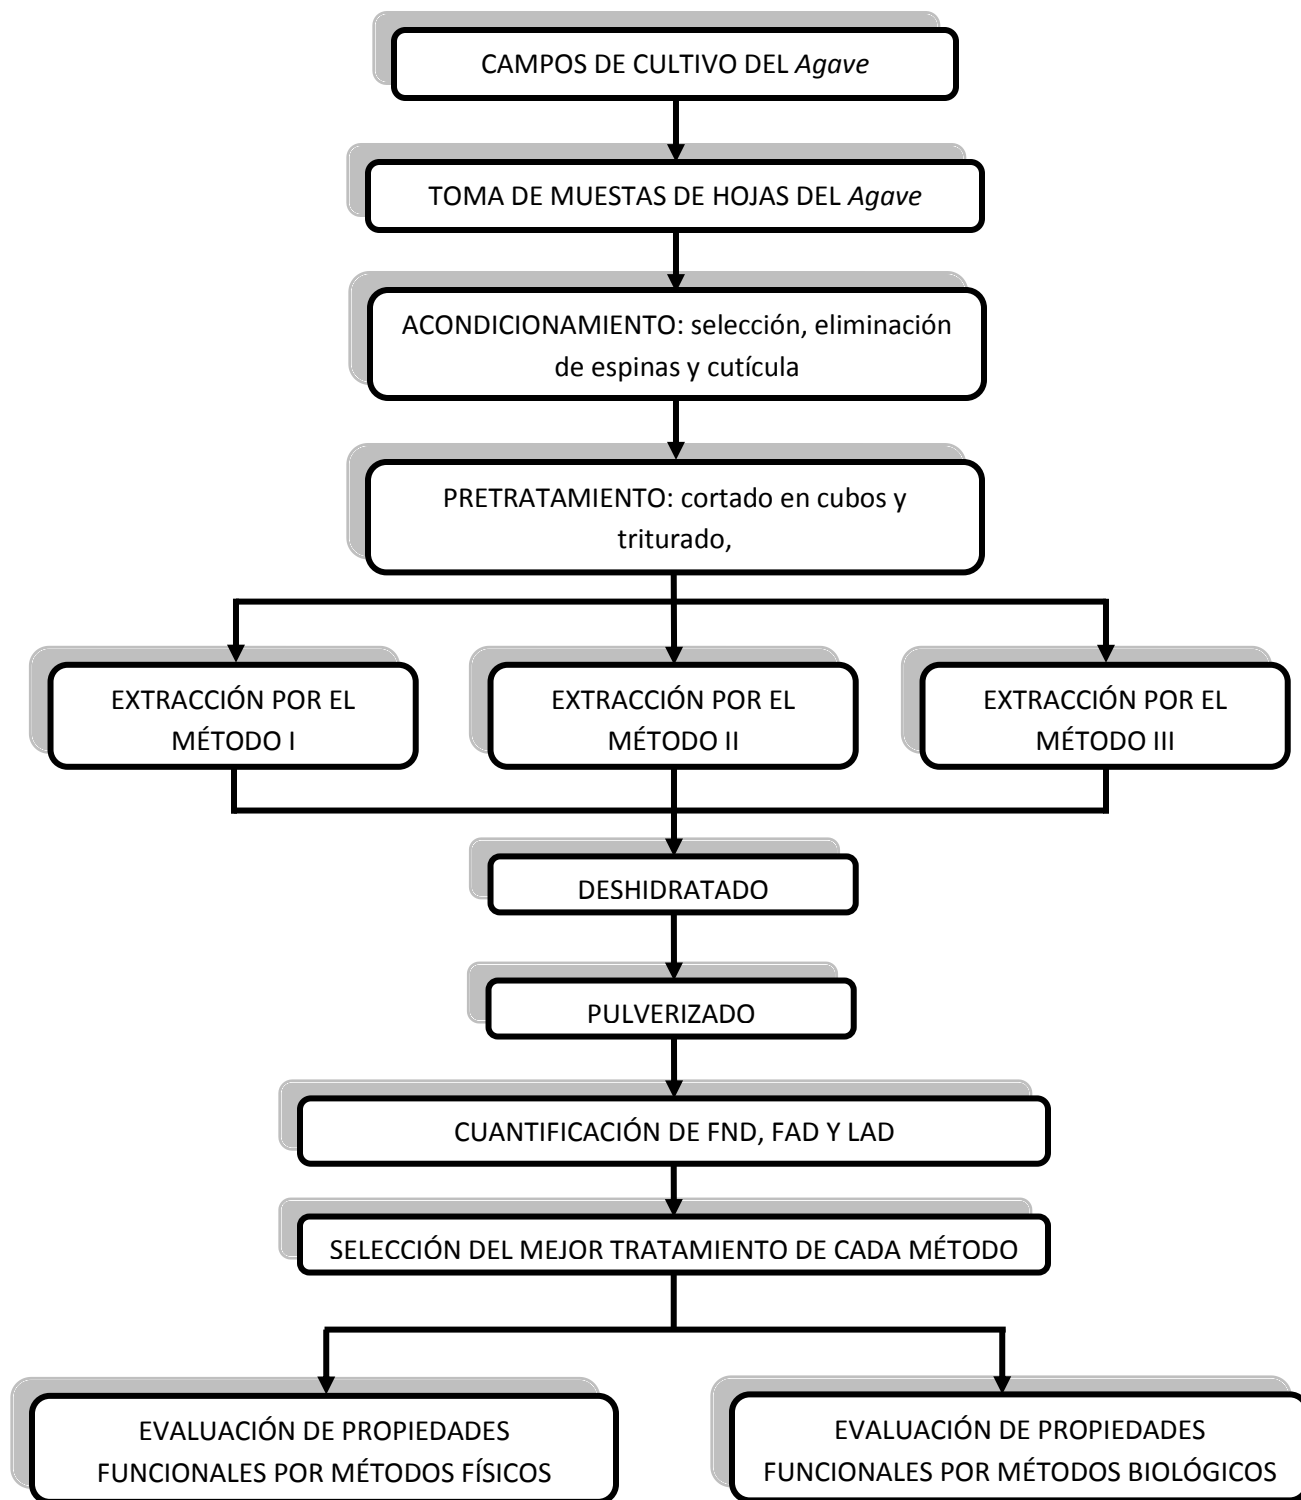 CAMPOS DE CULTIVO DEL Agave
TOMA DE MUESTAS DE HOJAS DEL Agave
ACONDICIONAMIENTO: selección, eliminación
de espinas y cutícula
PRETRATAMIENTO: cortado en cubos y
triturado,
EXTRACCIÓN POR EL
MÉTODO I
EXTRACCIÓN POR EL
MÉTODO II
EXTRACCIÓN POR EL
MÉTODO III
DESHIDRATADO
PULVERIZADO
CUANTIFICACIÓN DE FND, FAD Y LAD
SELECCIÓN DEL MEJOR TRATAMIENTO DE CADA MÉTODO
EVALUACIÓN DE PROPIEDADES
FUNCIONALES POR MÉTODOS FÍSICOS
EVALUACIÓN DE PROPIEDADES
FUNCIONALES POR MÉTODOS BIOLÓGICOS